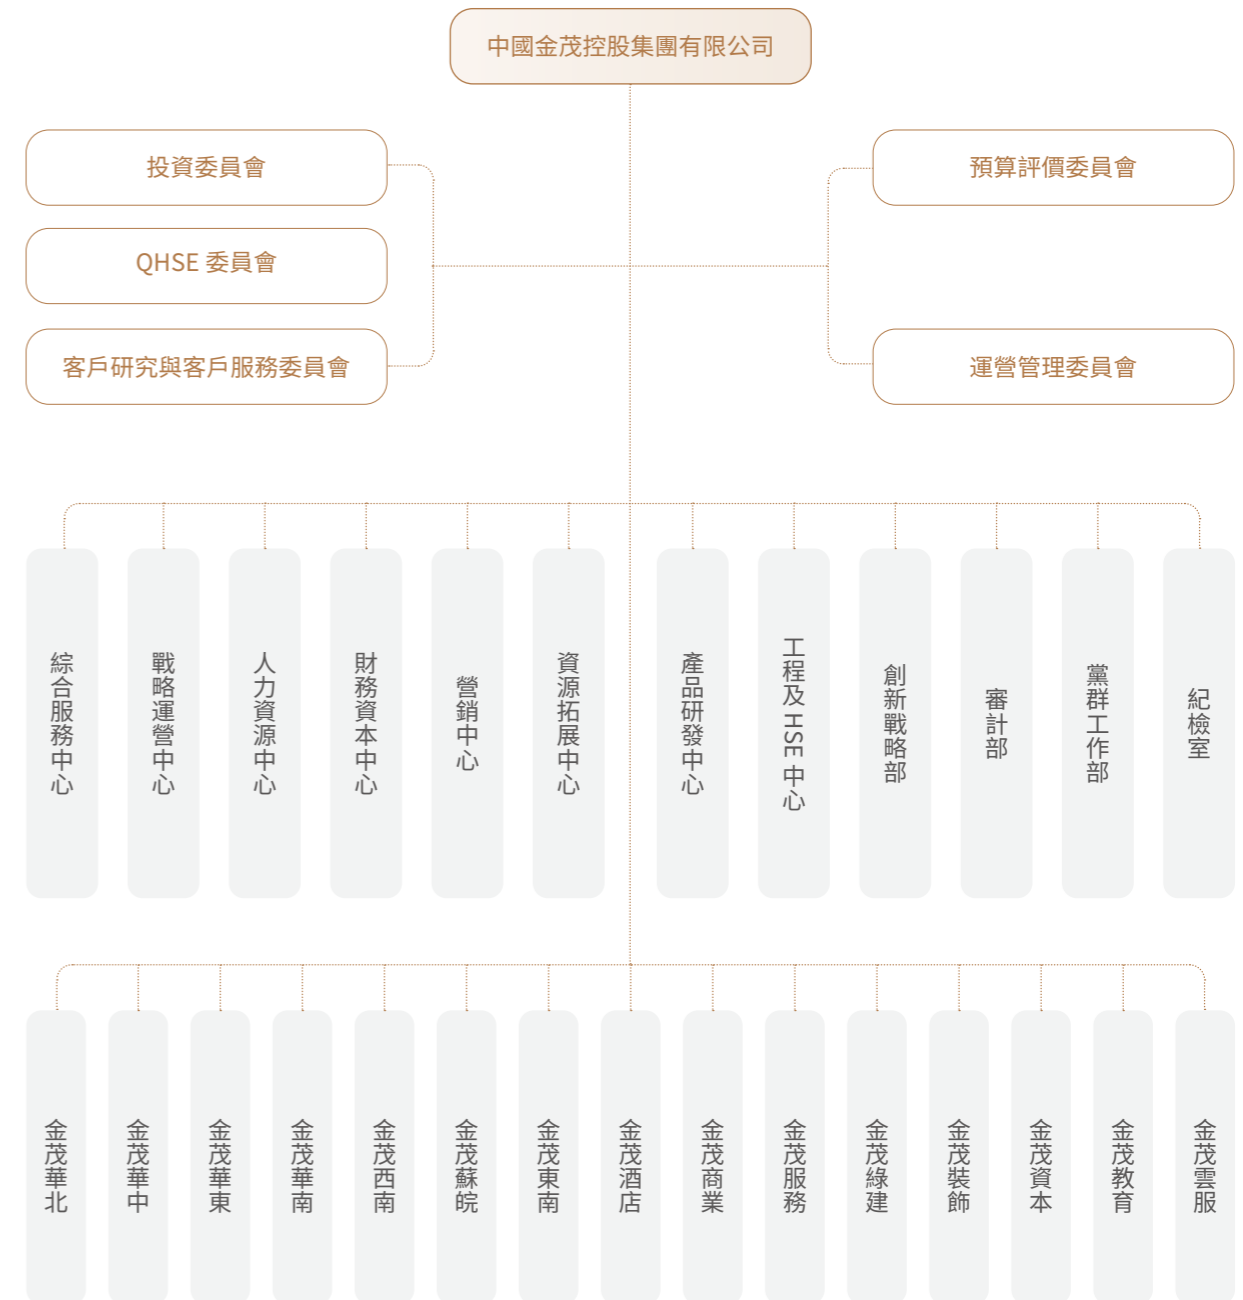 中國金茂控股集團有限公司
投資委員會
預算評價委員會
QHSE 委員會
客戶研究與客戶服務委員會
運營管理委員會
綜合服務中心
戰略運營中心
人力資源中心
財務資本中心
營銷中心
資源拓展中心
產品研發中心
工程及 HSE 中心
創新戰略部
審計部
黨群工作部
紀檢室
金茂華北
金茂華中
金茂華東
金茂華南
金茂西南
金茂蘇皖
金茂東南
金茂酒店
金茂商業
金茂服務
金茂綠建
金茂裝飾
金茂資本
金茂教育
金茂雲服